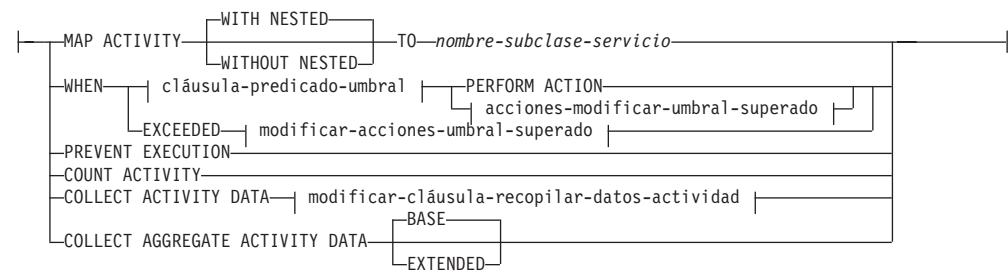 WITH NESTED
MAP ACTIVITY TO nombre-subclase-servicio
WITHOUT NESTED
WHEN cláusula-predicado-umbral PERFORM ACTION
acciones-modificar-umbral-superado
EXCEEDED modificar-acciones-umbral-superado
PREVENT EXECUTION
COUNT ACTIVITY
COLLECT ACTIVITY DATA modificar-cláusula-recopilar-datos-actividad
BASE
COLLECT AGGREGATE ACTIVITY DATA
EXTENDED